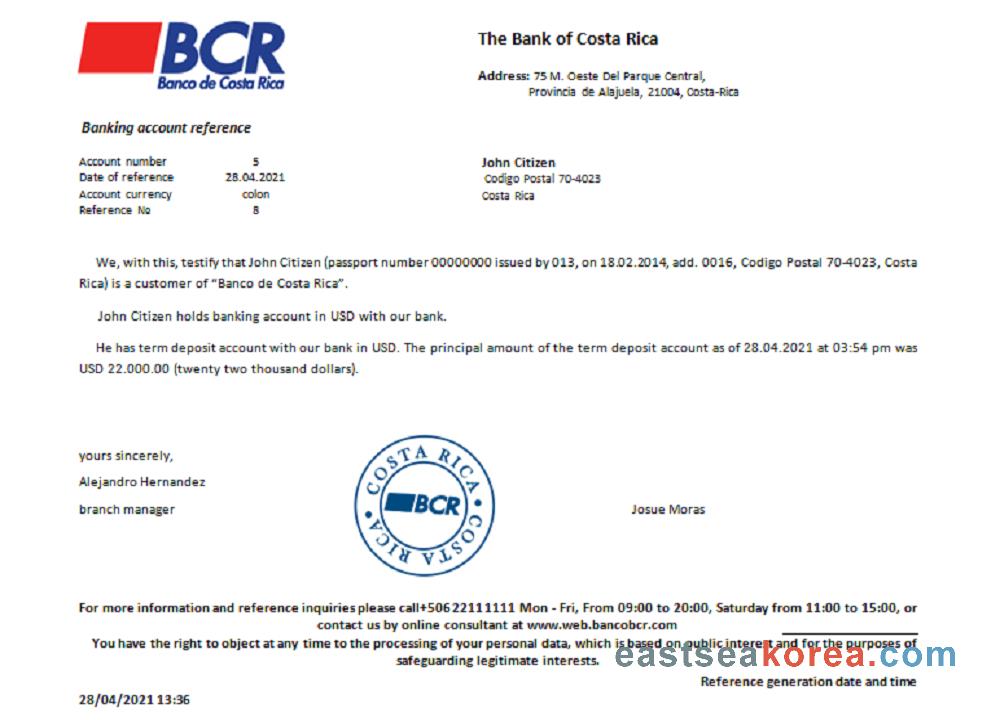 BCR
Banco de Costa Rica
The Bank of Costa Rica
Address: 75 M. Oeste Del Parque Central,
Provincia de Alajuela, 21004, Costa-Rica
Banking account reference
Account number 5
Date of reference 28.04.2021
Account currency colon
Reference No 8
John Citizen
Codigo Postal 70-4023
Costa Rica
We, with this, testify that John Citizen (passport number 00000000 issued by 013, on 18.02.2014, add. 0016, Codigo Postal 70-4023, Costa
Rica) is a customer of "Banco de Costa Rica".
John Citizen holds banking account in USD with our bank.
He has term deposit account with our bank in USD. The principal amount of the term deposit account as of 28.04.2021 at 03:54 pm was
USD 22.000.00 (twenty two thousand dollars).
yours sincerely,
Alejandro Hernandez
branch manager
COSTA RICA • COSTA RICA •
BCR
Josue Moras
For more information and reference inquiries please call+506 22111111 Mon - Fri, From 09:00 to 20:00, Saturday from 11:00 to 15:00, or
contact us by online consultant at www.web.bancobcr.com
You have the right to object at any time to the processing of your personal data, which is based on public interest and for the purposes of
safeguarding legitimate interests.
eastseakorea.com
Reference generation date and time
28/04/2021 13:36